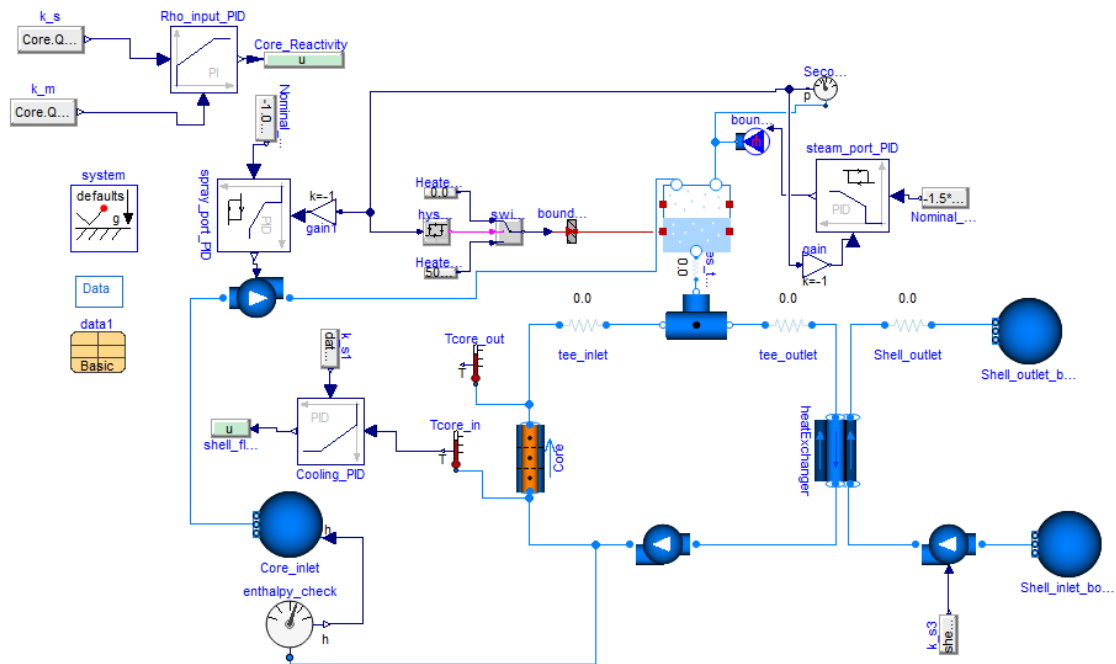 k_s
Core.Q...
Rho_input_PID
PI
Core_Reactivity
u
k_m
Core.Q...
Nominal_...
-1.0...
Seco...
p
boun...
steam_port_PID
PID
-1.5*...
Nominal_...
system
defaults
g
spray_port_PID
PID
k=-1
gain1
Heate...
0.0
hys...
swi...
bound...
Heate...
50...
gain
k=-1
0.0
Data
data1
Basic
0.0
0.0
0.0
tee_inlet
tee_outlet
Shell_outlet
Shell_outlet_b...
k_s1
dat...
Tcore_out
T
PID
Cooling_PID
u
shell_fl...
Tcore_in
T
Core
heatExchanger
Core_inlet
h
enthalpy_check
h
Shell_inlet_bo...
k_s3
she...